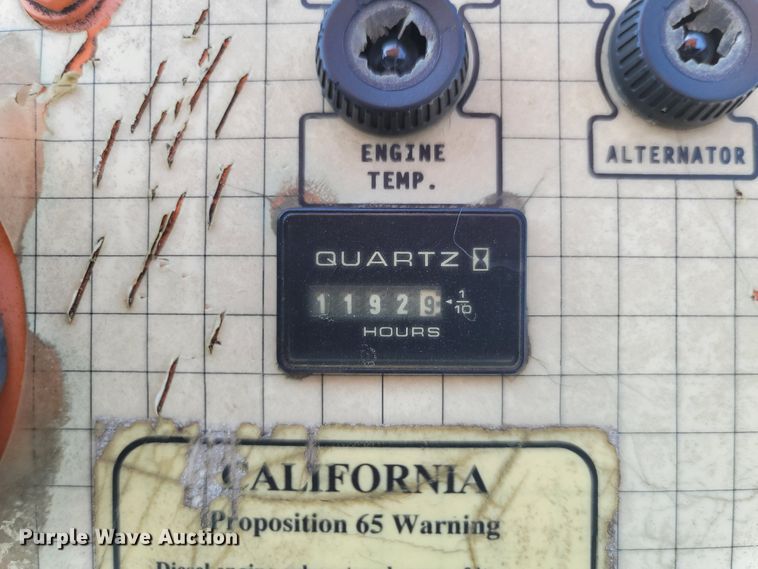 ENGINE
TEMP.
ALTERNATOR
QUARTZ
11929 1/10
HOURS
CALIFORNIA
Proposition 65 Warning
Purple Wave Auction